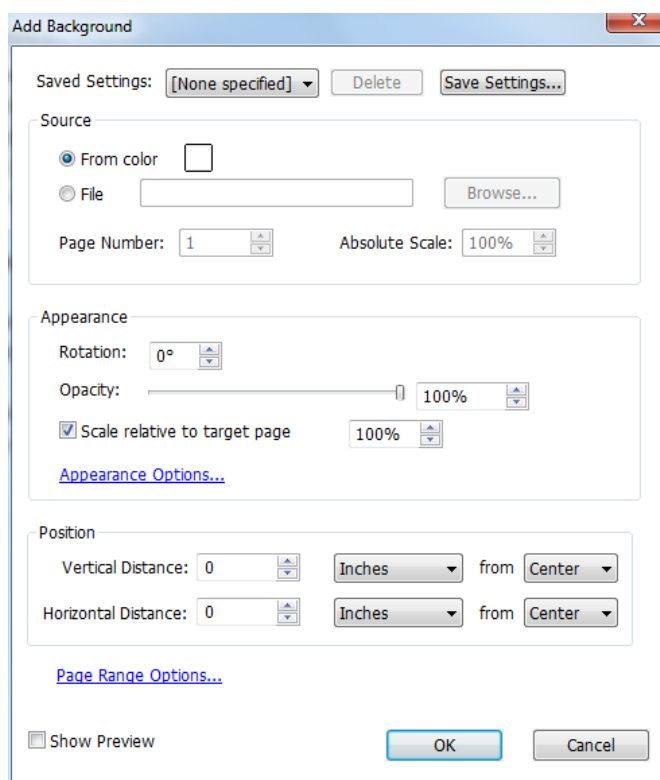 Add Background
Saved Settings: [None specified] Delete Save Settings...
Source
From color
File Browse...
Page Number: 1 Absolute Scale: 100%
Appearance
Rotation: 0°
Opacity: 100%
Scale relative to target page 100%
Appearance Options...
Position
Vertical Distance: 0 Inches from Center
Horizontal Distance: 0 Inches from Center
Page Range Options...
Show Preview OK Cancel